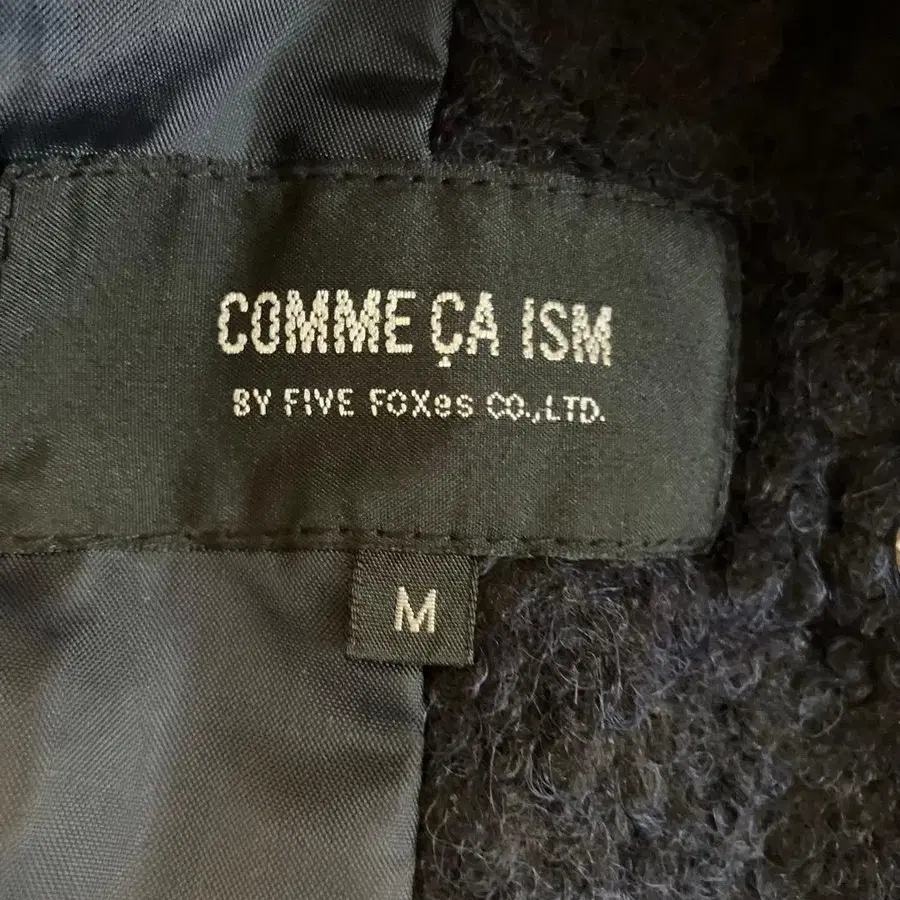 COMME ÇA ISM
BY FIVE FOXes CO.,LTD.
M